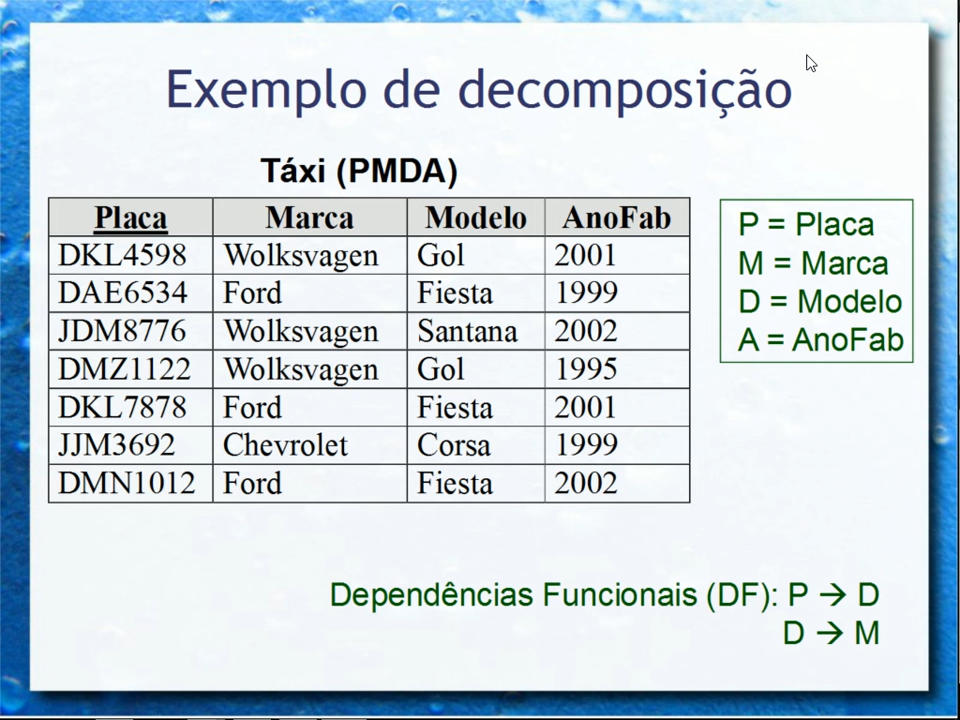 Exemplo de decomposição
Táxi (PMDA)
Placa Marca Modelo AnoFab
DKL4598 Wolksvagen Gol 2001
DAE6534 Ford Fiesta 1999
JDM8776 Wolksvagen Santana 2002
DMZ1122 Wolksvagen Gol 1995
DKL7878 Ford Fiesta 2001
JJM3692 Chevrolet Corsa 1999
DMN1012 Ford Fiesta 2002
P = Placa
M = Marca
D = Modelo
A = AnoFab
Dependências Funcionais (DF): P → D
D → M